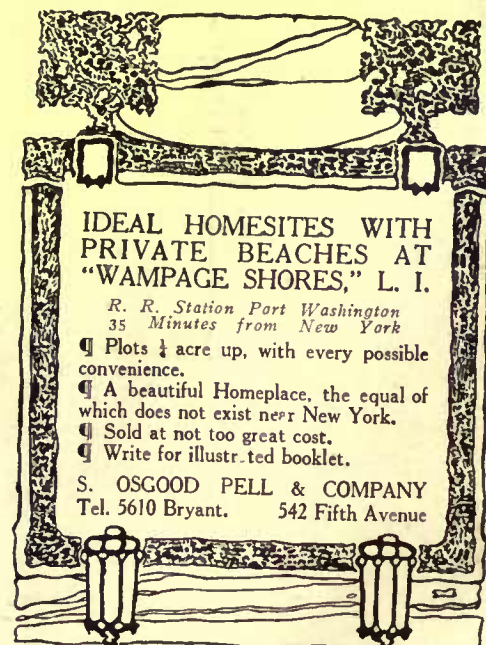 IDEAL HOMESITES WITH
PRIVATE BEACHES AT
“WAMPAGE SHORES,” L. I.
R. R. Station Port Washington
35 Minutes from New York
¶ Plots acre up, with every possible
convenience.
¶ A beautiful Homeplace, the equal of
which does not exist near New York.
¶ Sold at not too great cost.
¶ Write for illustrated booklet.
S. OSGOOD PELL & COMPANY
Tel. 5610 Bryant. 542 Fifth Avenue